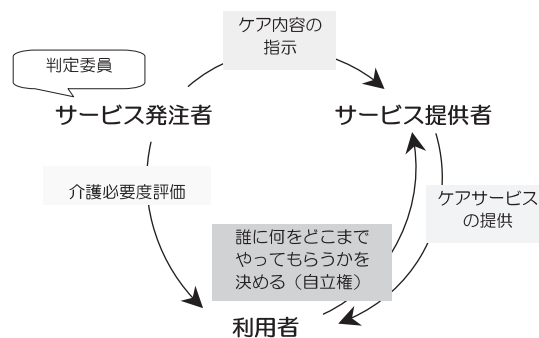 ケア内容の
指示
判定委員
サービス発注者
サービス提供者
介護必要度評価
ケアサービス
の提供
誰に何をどこまで
やってもらうかを
決める（自立権）
利用者